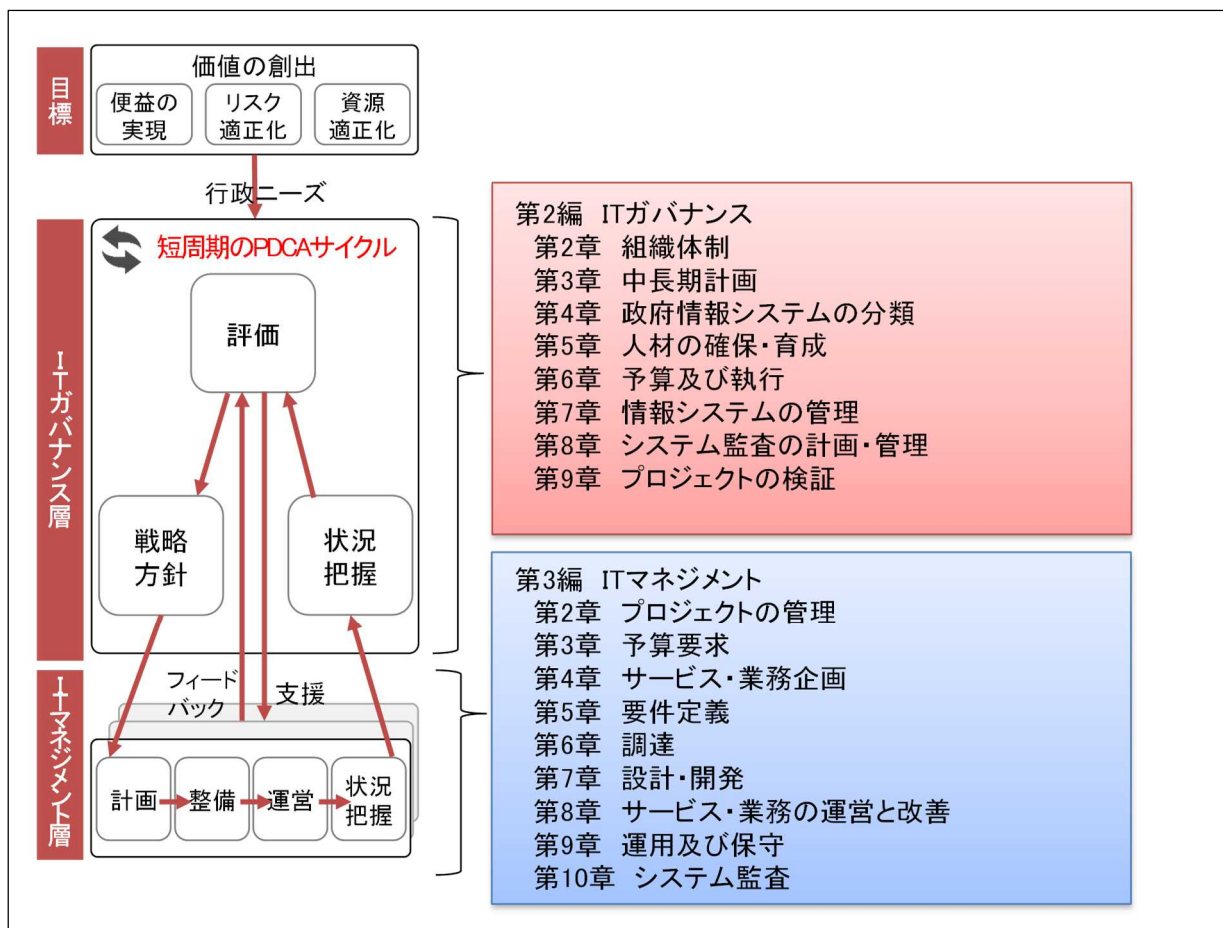 目標
価値の創出
便益の
実現
リスク
適正化
資源
適正化
行政ニーズ
ITガバナンス層
短周期のPDCAサイクル
評価
戦略
方針
状況
把握
ITマネジメント層
フィード
バック
支援
計画
整備
運営
状況
把握
第2編 ITガバナンス
第2章 組織体制
第3章 中長期計画
第4章 政府情報システムの分類
第5章 人材の確保・育成
第6章 予算及び執行
第7章 情報システムの管理
第8章 システム監査の計画・管理
第9章 プロジェクトの検証
第3編 ITマネジメント
第2章 プロジェクトの管理
第3章 予算要求
第4章 サービス・業務企画
第5章 要件定義
第6章 調達
第7章 設計・開発
第8章 サービス・業務の運営と改善
第9章 運用及び保守
第10章 システム監査